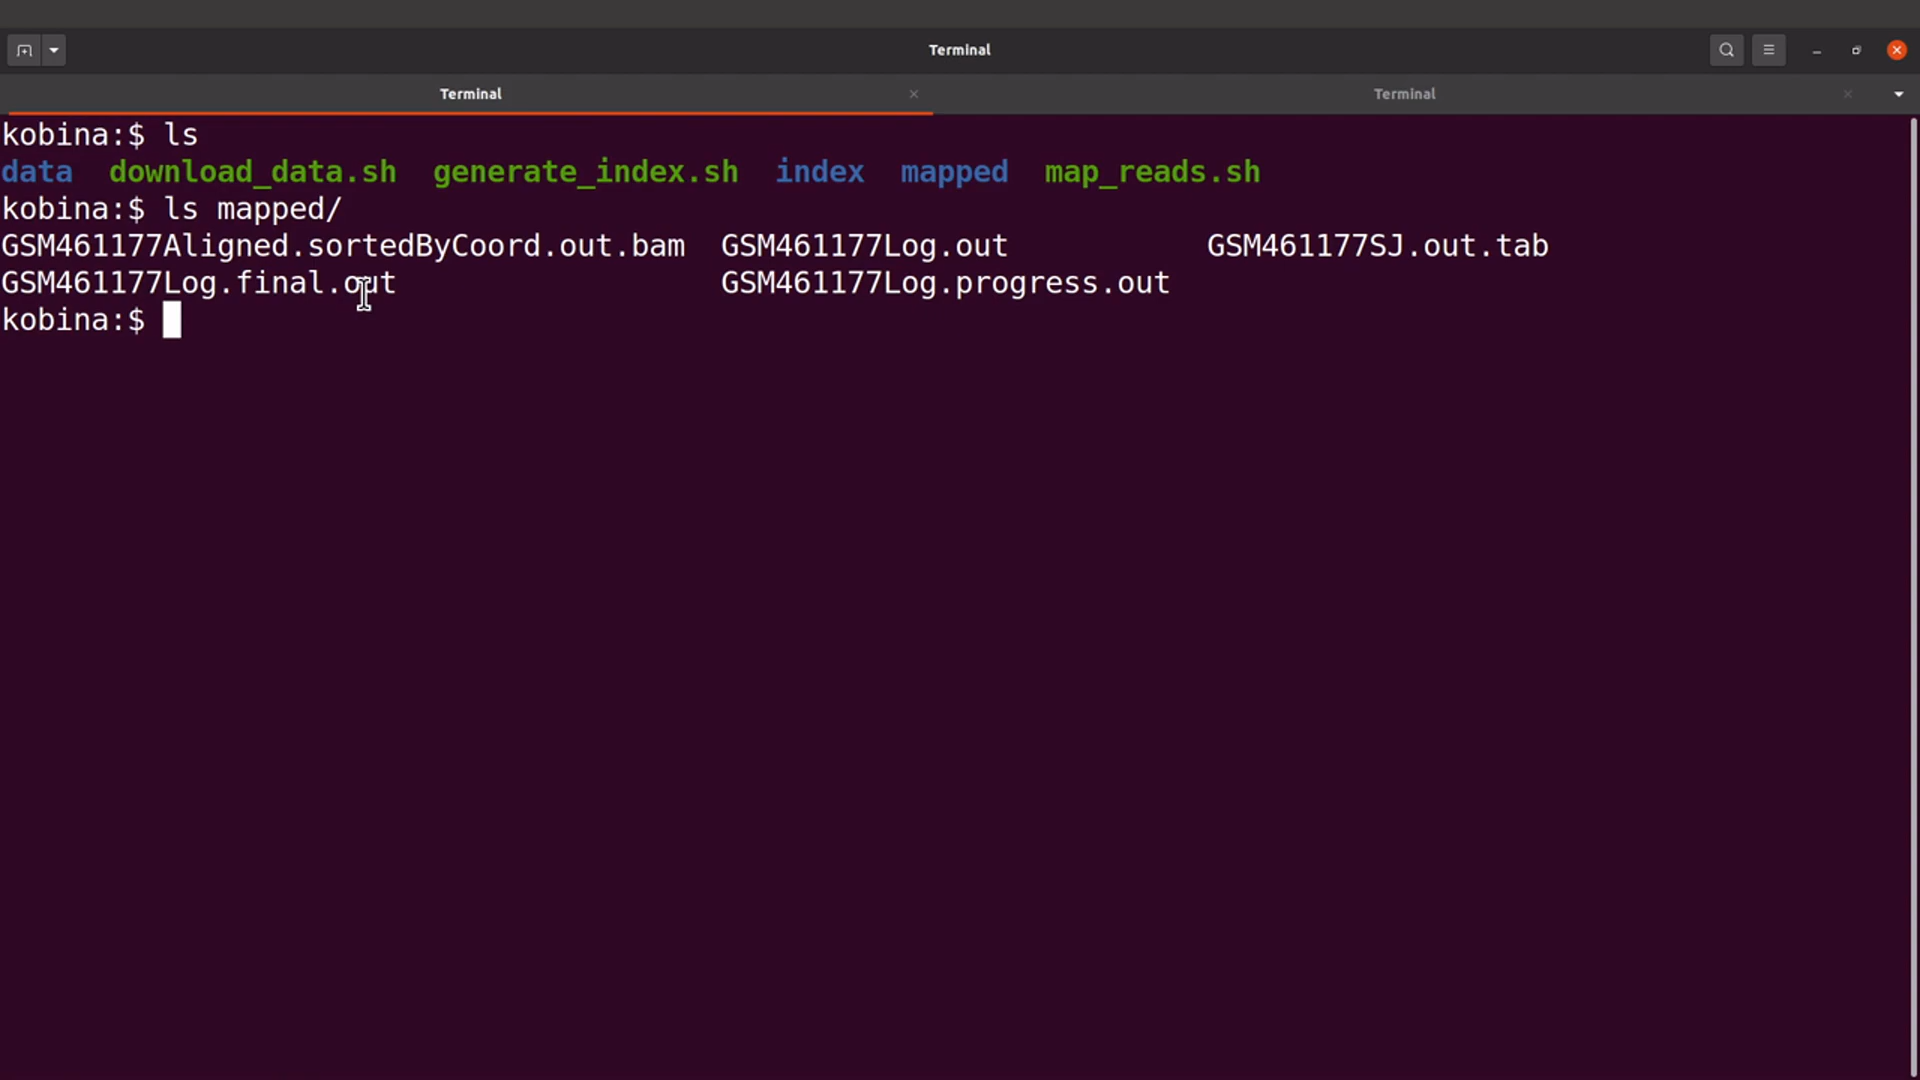 Terminal
Terminal Terminal
kobina:$ ls
data download_data.sh generate_index.sh index mapped map_reads.sh
kobina:$ ls mapped/
GSM461177Aligned.sortedByCoord.out.bam GSM461177Log.out GSM461177SJ.out.tab
GSM461177Log.final.out GSM461177Log.progress.out
kobina:$